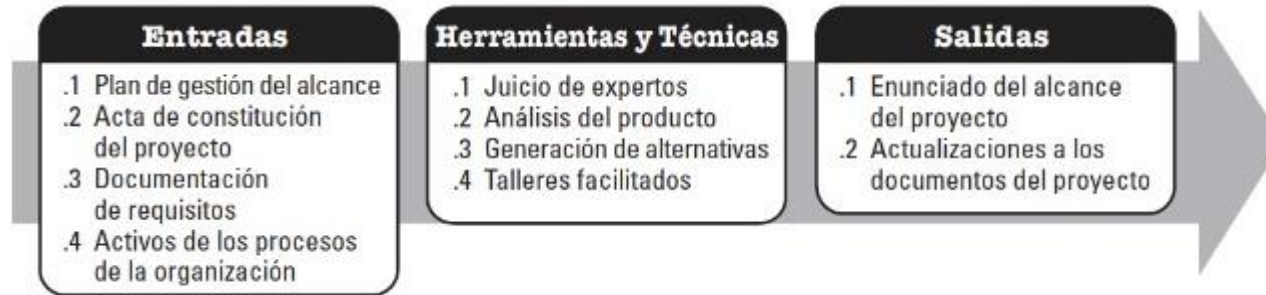 Entradas
.1 Plan de gestión del alcance
.2 Acta de constitución
del proyecto
.3 Documentación
de requisitos
.4 Activos de los procesos
de la organización
Herramientas y Técnicas
.1 Juicio de expertos
.2 Análisis del producto
.3 Generación de alternativas
.4 Talleres facilitados
Salidas
.1 Enunciado del alcance
del proyecto
.2 Actualizaciones a los
documentos del proyecto